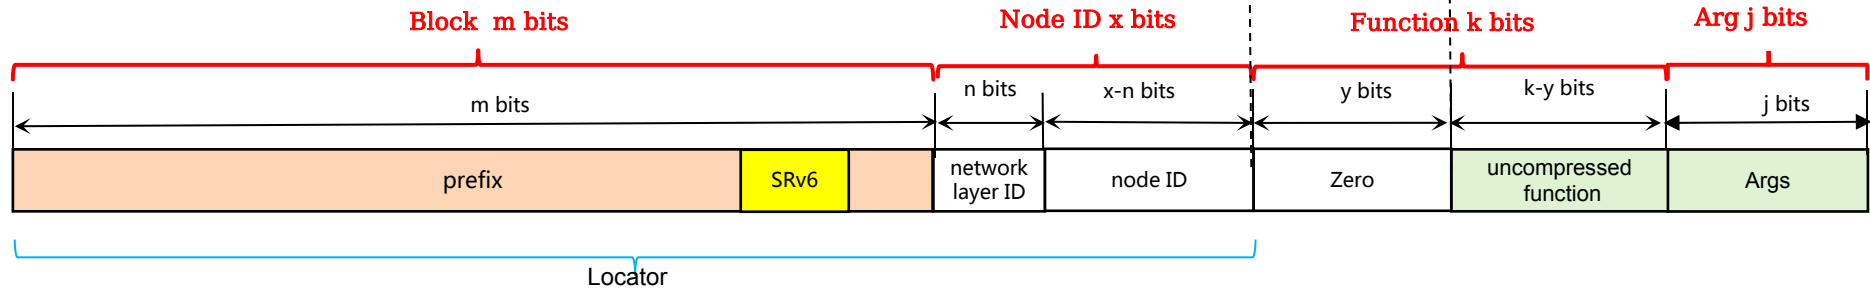 Block  m bits
Node ID x bits
Function k bits
Arg j bits
m bits
n bits
x-n bits
y bits
k-y bits
j bits
prefix
SRv6
network
layer ID
node ID
Zero
uncompressed
function
Args
Locator